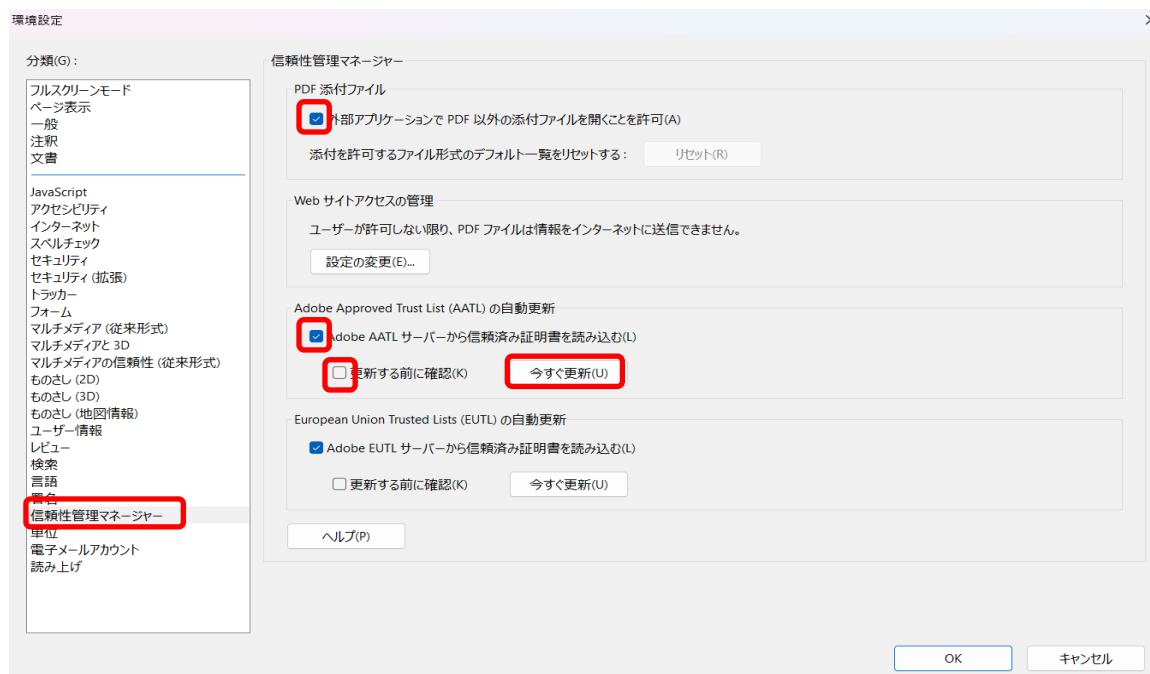 環境設定
分類(G) :
フルスクリーンモード
ページ表示
一般
注釈
文書
JavaScript
アクセシビリティ
インターネット
スペルチェック
セキュリティ
セキュリティ (拡張)
トラッカー
フォーム
マルチメディア (従来形式)
マルチメディアと 3D
マルチメディアの信頼性 (従来形式)
ものさし (2D)
ものさし (3D)
ものさし (地図情報)
ユーザー情報
レビュー
検索
言語
署名
信頼性管理マネージャー
単位
電子メールアカウント
読み上げ
信頼性管理マネージャー
PDF 添付ファイル
外部アプリケーションで PDF 以外の添付ファイルを開くことを許可(A)
添付を許可するファイル形式のデフォルト一覧をリセットする : リセット(R)
Web サイトアクセスの管理
ユーザーが許可しない限り、PDF ファイルは情報をインターネットに送信できません。
設定の変更(E)...
Adobe Approved Trust List (AATL) の自動更新
Adobe AATL サーバーから信頼済み証明書を読み込む(L)
更新する前に確認(K) 今すぐ更新(U)
European Union Trusted Lists (EUTL) の自動更新
Adobe EUTL サーバーから信頼済み証明書を読み込む(L)
更新する前に確認(K) 今すぐ更新(U)
ヘルプ(P)
OK キャンセル